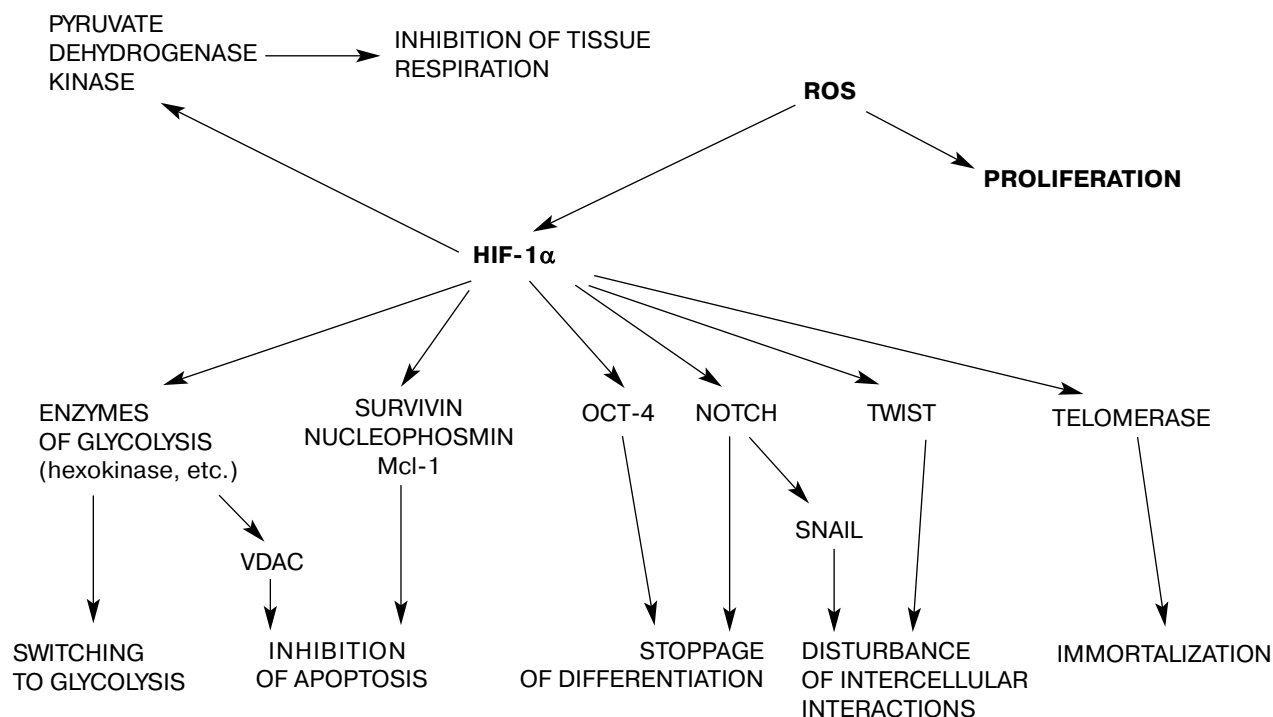 PYRUVATE
DEHYDROGENASE
KINASE
INHIBITION OF TISSUE
RESPIRATION
ROS
PROLIFERATION
HIF-1α
ENZYMES
OF GLYCOLYSIS
(hexokinase, etc.)
SURVIVIN
NUCLEOPHOSMIN
Mcl-1
OCT-4
NOTCH
TWIST
TELOMERASE
VDAC
SNAIL
SWITCHING
TO GLYCOLYSIS
INHIBITION
OF APOPTOSIS
STOPPAGE
OF DIFFERENTIATION
DISTURBANCE
OF INTERCELLULAR
INTERACTIONS
IMMORTALIZATION